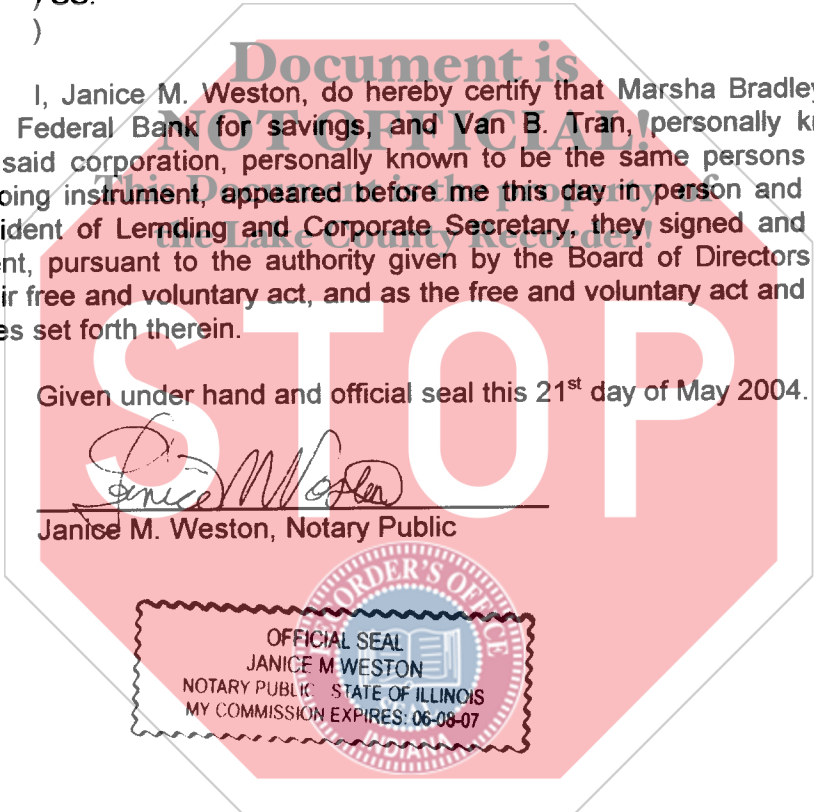 ) SS.
)
Document is
NOT OFFICIAL!
This Document is the property of
the Lake County Recorder!
I, Janice M. Weston, do hereby certify that Marsha Bradley
Federal Bank for savings, and Van B. Tran, personally k
said corporation, personally known to be the same persons
oing instrument, appeared before me this day in person and
ident of Lernding and Corporate Secretary, they signed and
nt, pursuant to the authority given by the Board of Directors
ir free and voluntary act, and as the free and voluntary act and
es set forth therein.
STOP
Given under hand and official seal this 21st day of May 2004.
Janice M Weston
Janice M. Weston, Notary Public
RECORDER'S OFFICE
OFFICIAL SEAL
JANICE M WESTON
NOTARY PUBLIC STATE OF ILLINOIS
MY COMMISSION EXPIRES: 06-08-07
SEAL
INDIANA